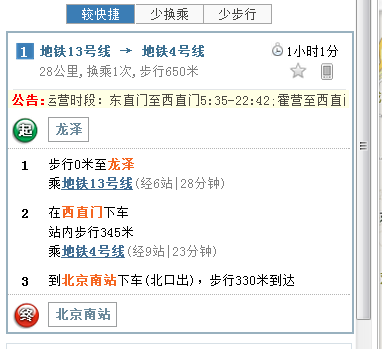 较快捷 少换乘 少步行
1 地铁13号线 → 地铁4号线 1小时1分
28公里,换乘1次,步行650米
公告:运营时段: 东直门至西直门5:35-22:42;霍营至西直门
起 龙泽
1 步行0米至龙泽
乘地铁13号线(经6站|28分钟)
2 在西直门下车
站内步行345米
乘地铁4号线(经9站|23分钟)
3 到北京南站下车(北口出),步行330米到达
终 北京南站